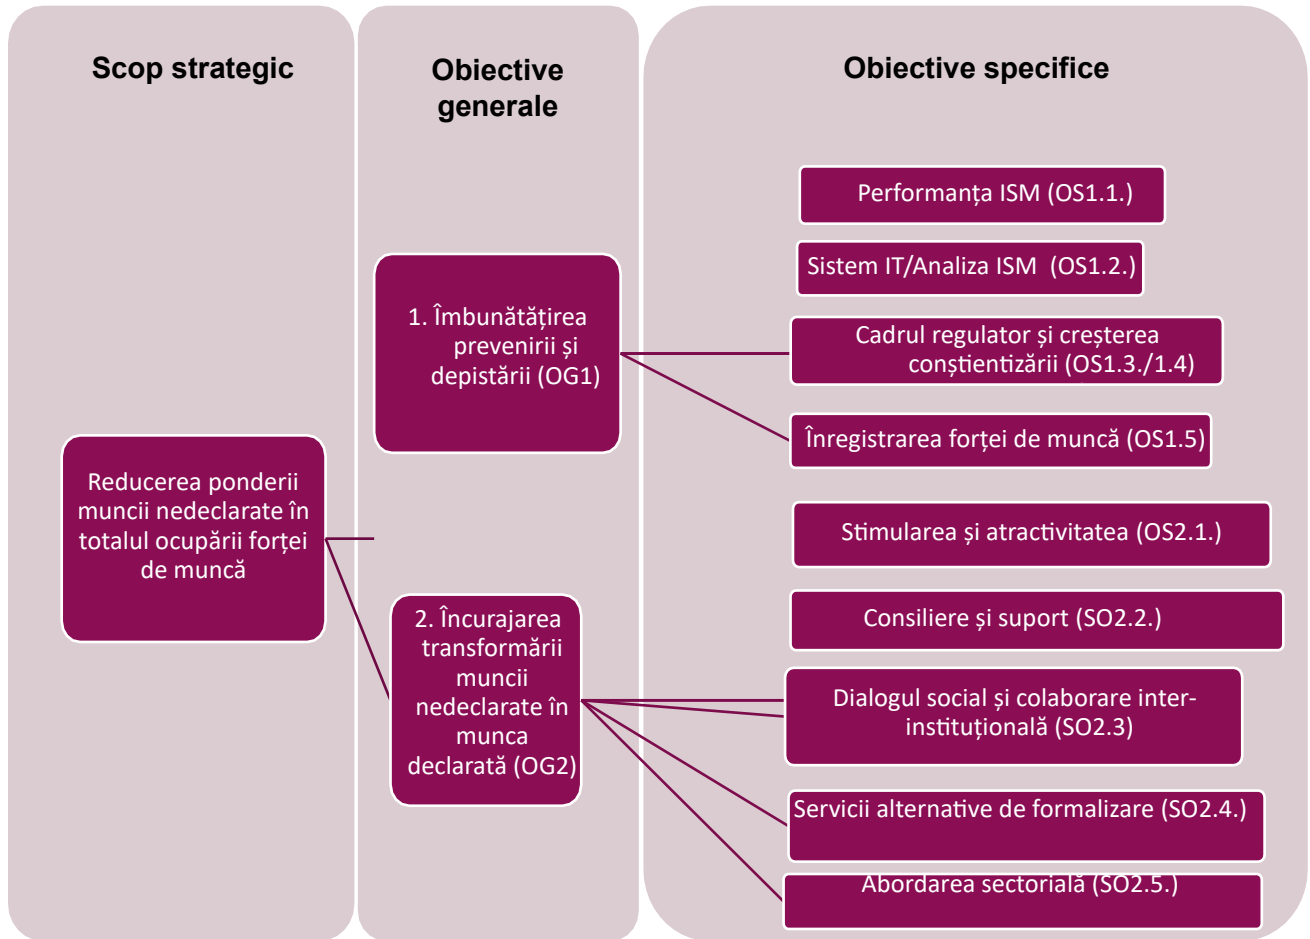 Scop strategic
Obiective
generale
Obiective specifice
Reducerea ponderii
muncii nedeclarate în
totalul ocupării forței
de muncă
1. Îmbunătățirea
prevenirii și
depistării (OG1)
2. Încurajarea
transformării
muncii
nedeclarate în
munca
declarată (OG2)
Performanța ISM (OS1.1.)
Sistem IT/Analiza ISM (OS1.2.)
Cadrul regulator și creșterea
conștientizării (OS1.3./1.4)
Înregistrarea forței de muncă (OS1.5)
Stimularea și atractivitatea (OS2.1.)
Consiliere și suport (SO2.2.)
Dialogul social și colaborare inter-
instituțională (SO2.3)
Servicii alternative de formalizare (SO2.4.)
Abordarea sectorială (SO2.5.)